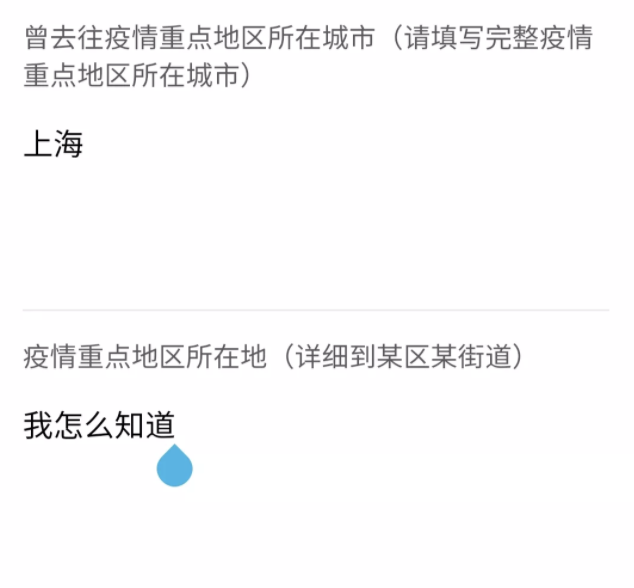 曾去往疫情重点地区所在城市（请填写完整疫情
重点地区所在城市）
上海
疫情重点地区所在地（详细到某区某街道）
我怎么知道